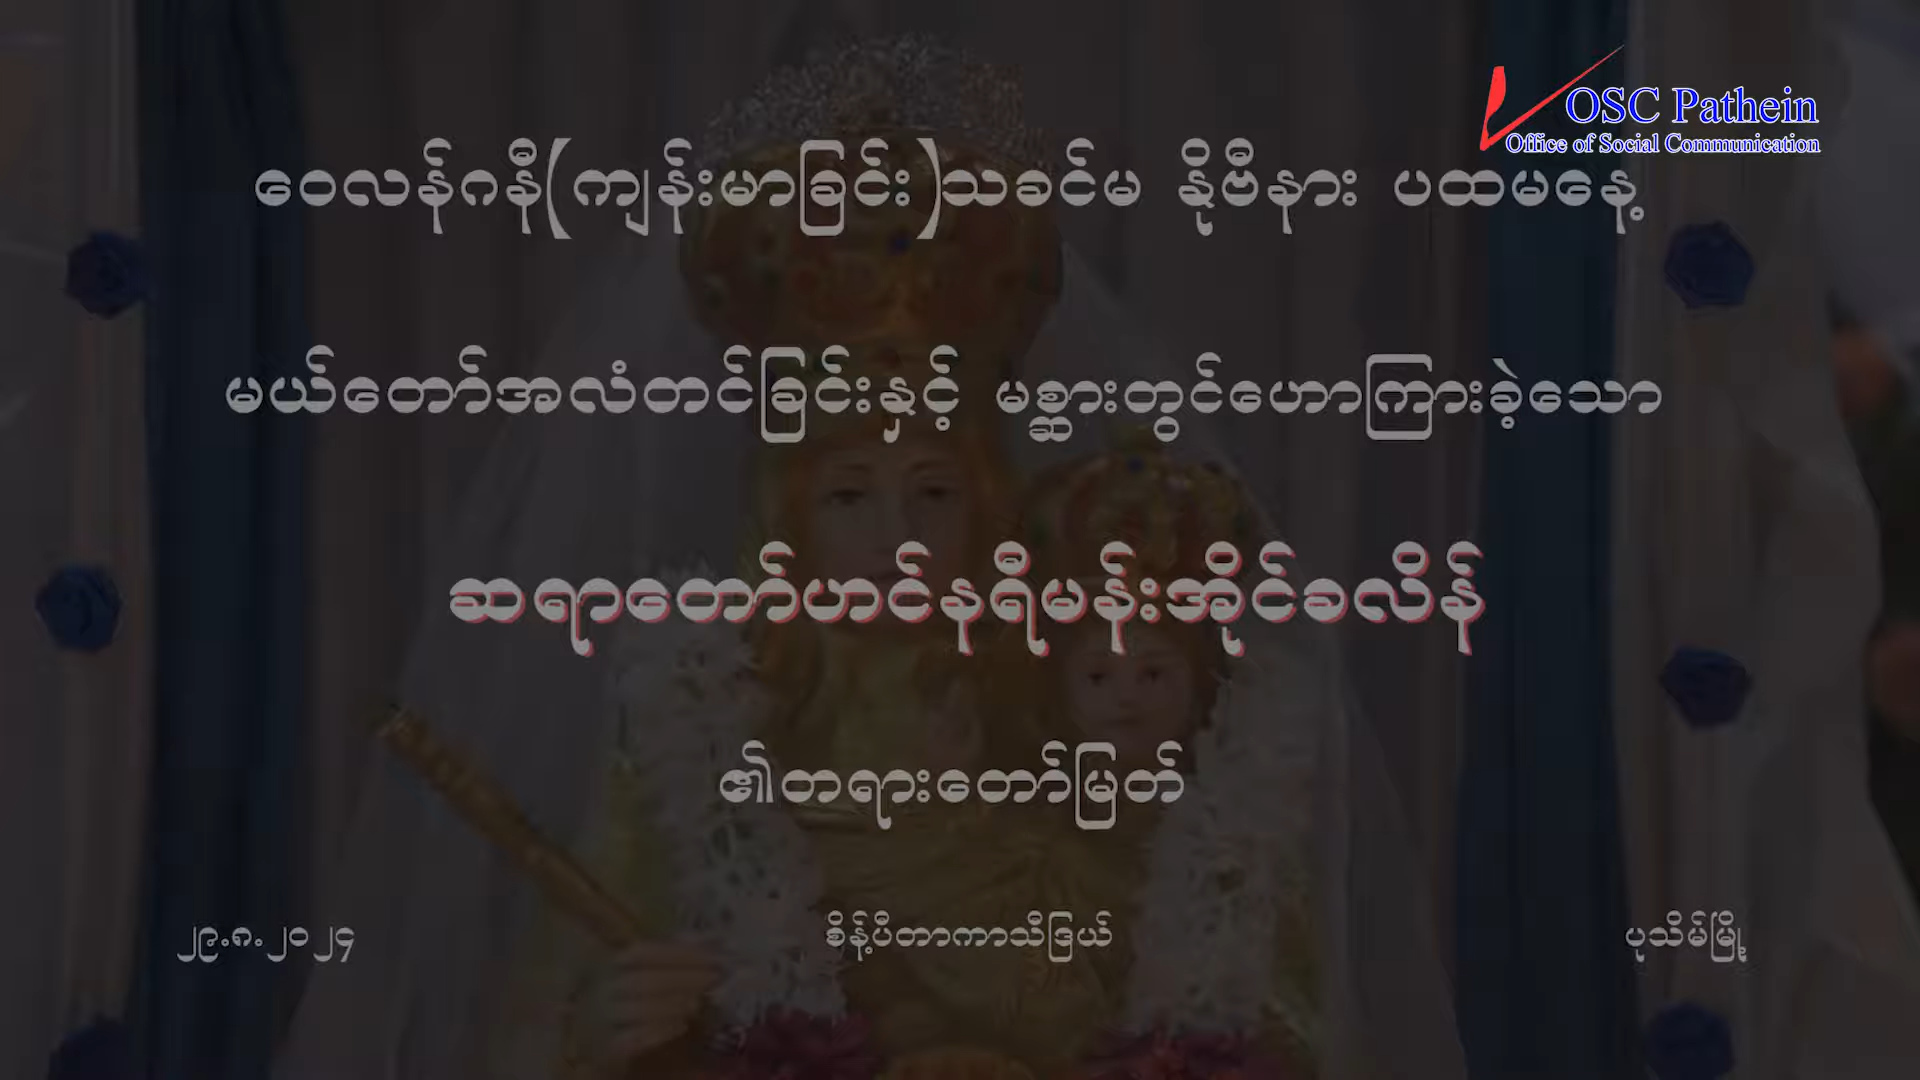 OSC Pathein
Office of Social Communication
ဝေလန်ဂနီ(ကျန်းမာခြင်း)သခင်မ နိုဗီနား ပထမနေ့
မယ်တော်အလံတင်ခြင်းနှင့် မစ္ဆားတွင်ဟောကြားခဲ့သော
ဆရာတော်ဟင်နရီမန်းအိုင်ခလိန်
၏တရားတော်မြတ်
၂၉.၈.၂၀၂၄ စိန့်ပီတာကာသီဒြယ် ပုသိမ်မြို့